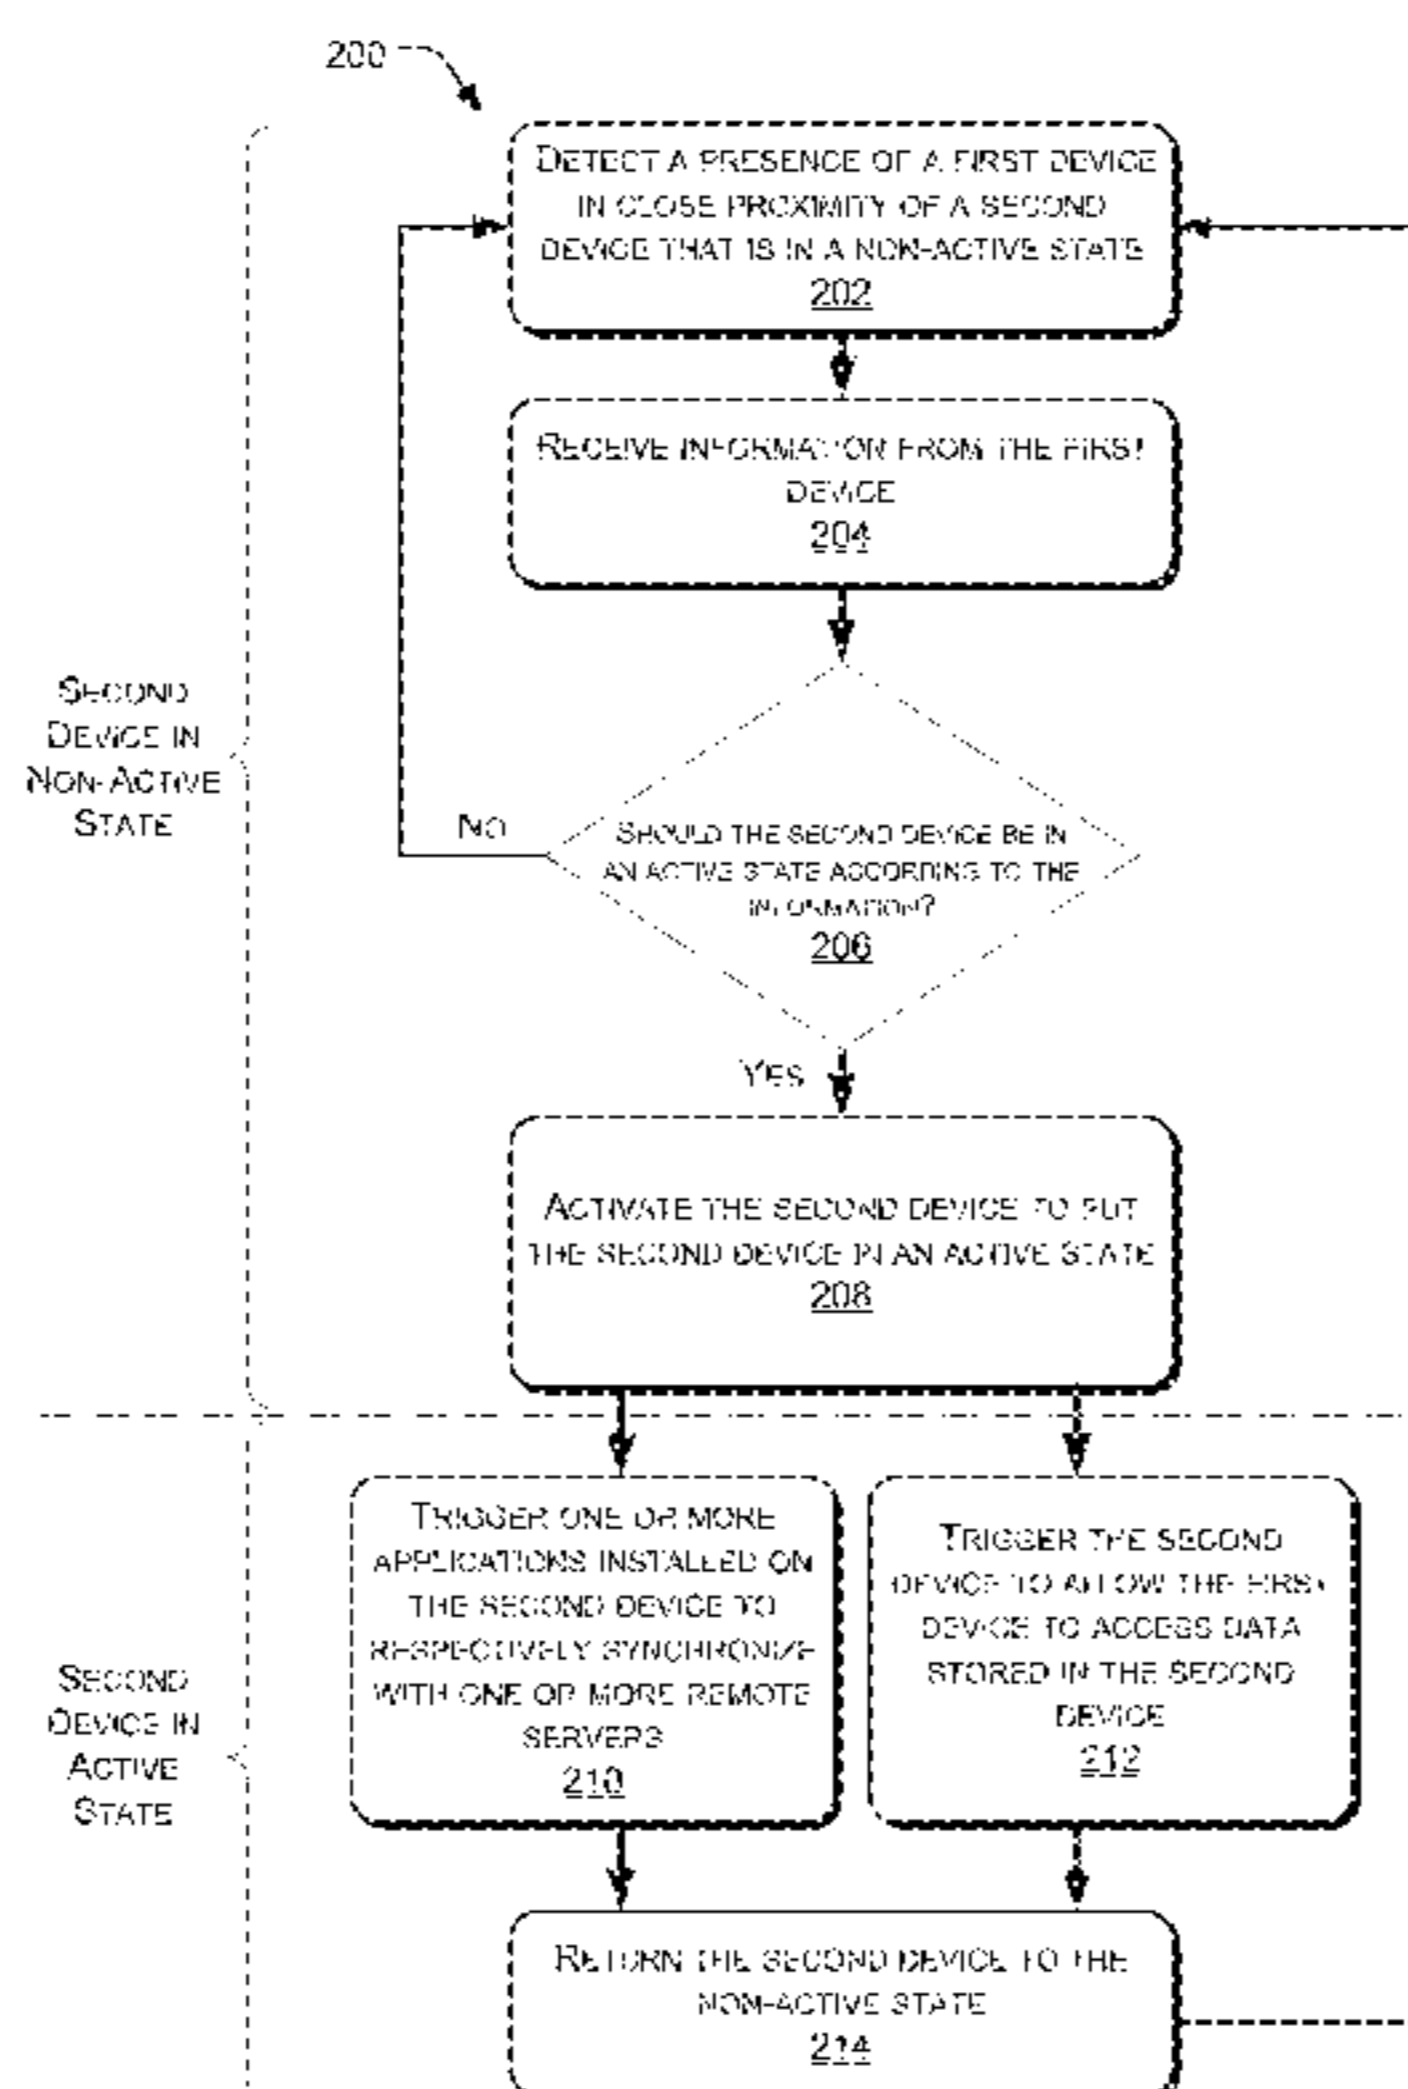 200
DETECT A PRESENCE OF A FIRST DEVICE
IN CLOSE PROXIMITY OF A SECOND
DEVICE THAT IS IN A NON-ACTIVE STATE
202
RECEIVE INFORMATION FROM THE FIRST
DEVICE
204
SECOND
DEVICE IN
NON-ACTIVE
STATE
NO
SHOULD THE SECOND DEVICE BE IN
AN ACTIVE STATE ACCORDING TO THE
INFORMATION?
206
YES
ACTIVATE THE SECOND DEVICE TO PUT
THE SECOND DEVICE IN AN ACTIVE STATE
208
SECOND
DEVICE IN
ACTIVE
STATE
TRIGGER ONE OR MORE
APPLICATIONS INSTALLED ON
THE SECOND DEVICE TO
RESPECTIVELY SYNCHRONIZE
WITH ONE OR MORE REMOTE
SERVERS
210
TRIGGER THE SECOND
DEVICE TO ALLOW THE FIRST
DEVICE TO ACCESS DATA
STORED IN THE SECOND
DEVICE
212
RETURN THE SECOND DEVICE TO THE
NON-ACTIVE STATE
214